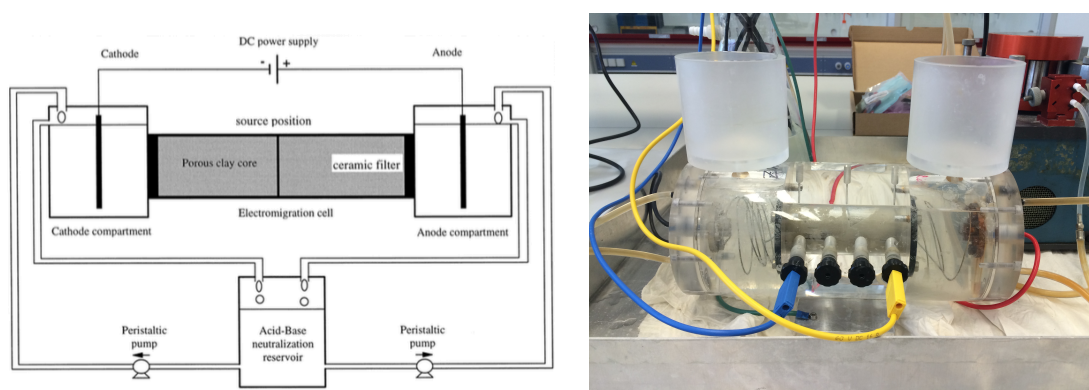 DC power supply
Cathode
Anode
- +
source position
Porous clay core
ceramic filter
Electromigration cell
Cathode compartment
Anode compartment
Peristaltic
pump
Acid-Base
neutralization
reservoir
Peristaltic
pump